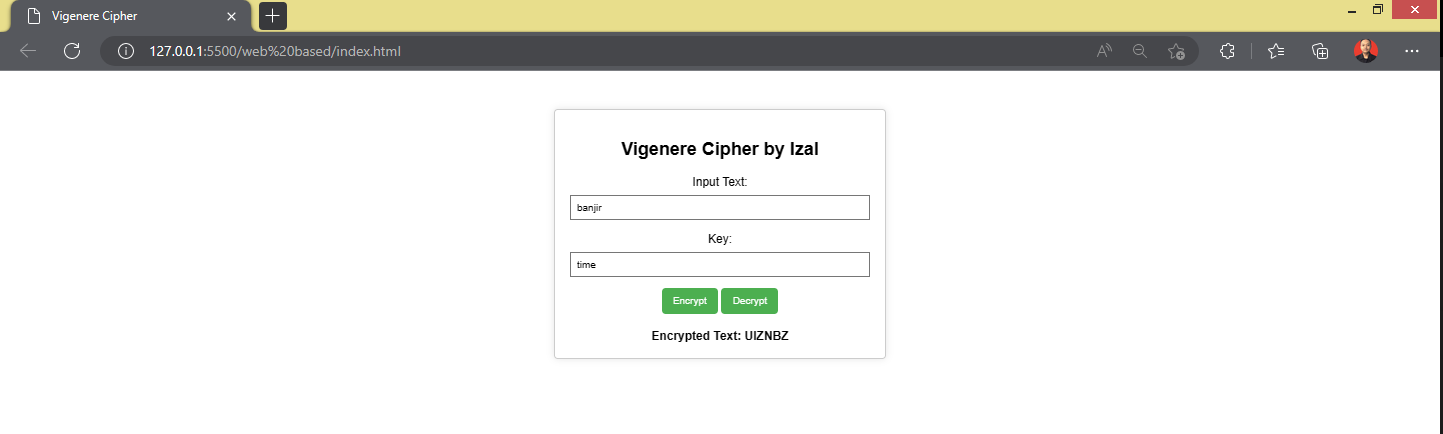 Vigenere Cipher
127.0.0.1:5500/web%20based/index.html
Vigenere Cipher by Izal
Input Text:
banjir
Key:
time
Encrypt Decrypt
Encrypted Text: UIZNBZ